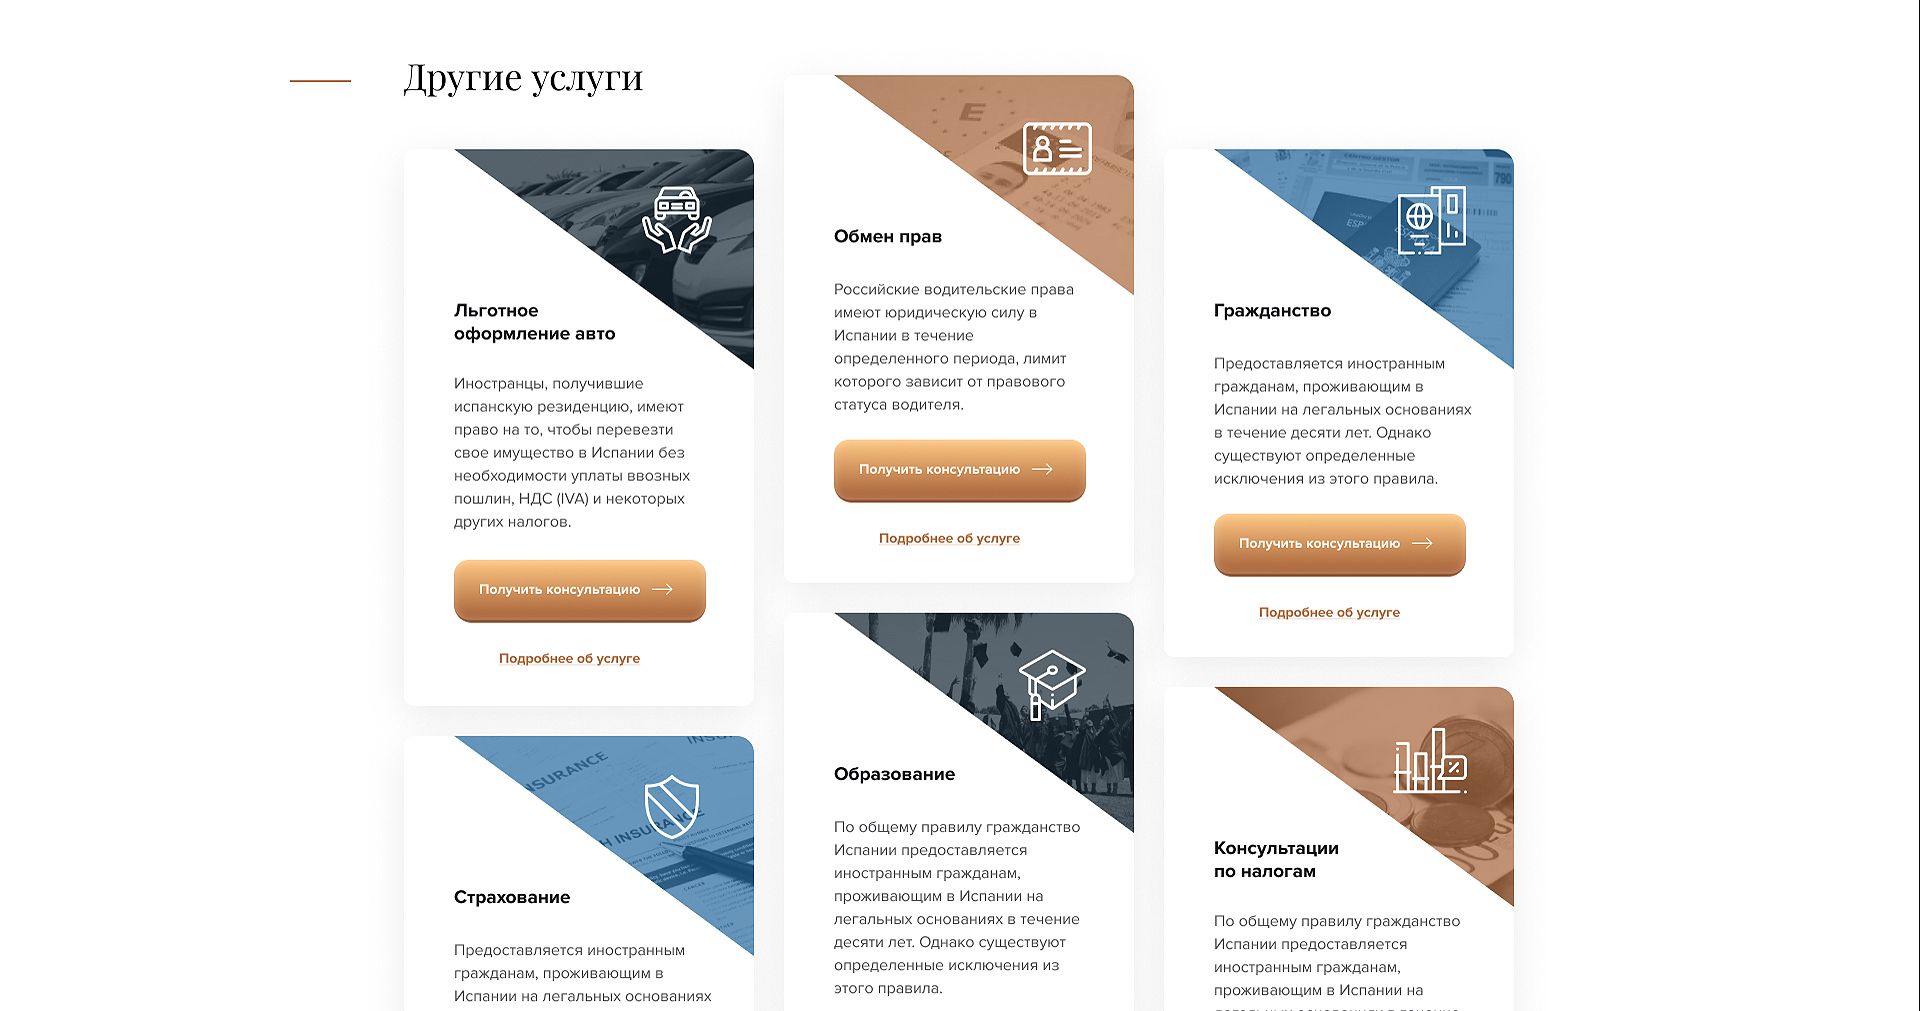 Другие услуги
Льготное
оформление авто
Иностранцы, получившие
испанскую резиденцию, имеют
право на то, чтобы перевезти
свое имущество в Испании без
необходимости уплаты ввозных
пошлин, НДС (IVA) и некоторых
других налогов.
Получить консультацию
Подробнее об услуге
Обмен прав
Российские водительские права
имеют юридическую силу в
Испании в течение
определенного периода, лимит
которого зависит от правового
статуса водителя.
Получить консультацию
Подробнее об услуге
790
Гражданство
Предоставляется иностранным
гражданам, проживающим в
Испании на легальных основаниях
в течение десяти лет. Однако
существуют определенные
исключения из этого правила.
Получить консультацию
Подробнее об услуге
Страхование
Предоставляется иностранным
гражданам, проживающим в
Испании на легальных основаниях
Образование
По общему правилу гражданство
Испании предоставляется
иностранным гражданам,
проживающим в Испании на
легальных основаниях в течение
десяти лет. Однако существуют
определенные исключения из
этого правила.
Консультации
по налогам
По общему правилу гражданство
Испании предоставляется
иностранным гражданам,
проживающим в Испании на